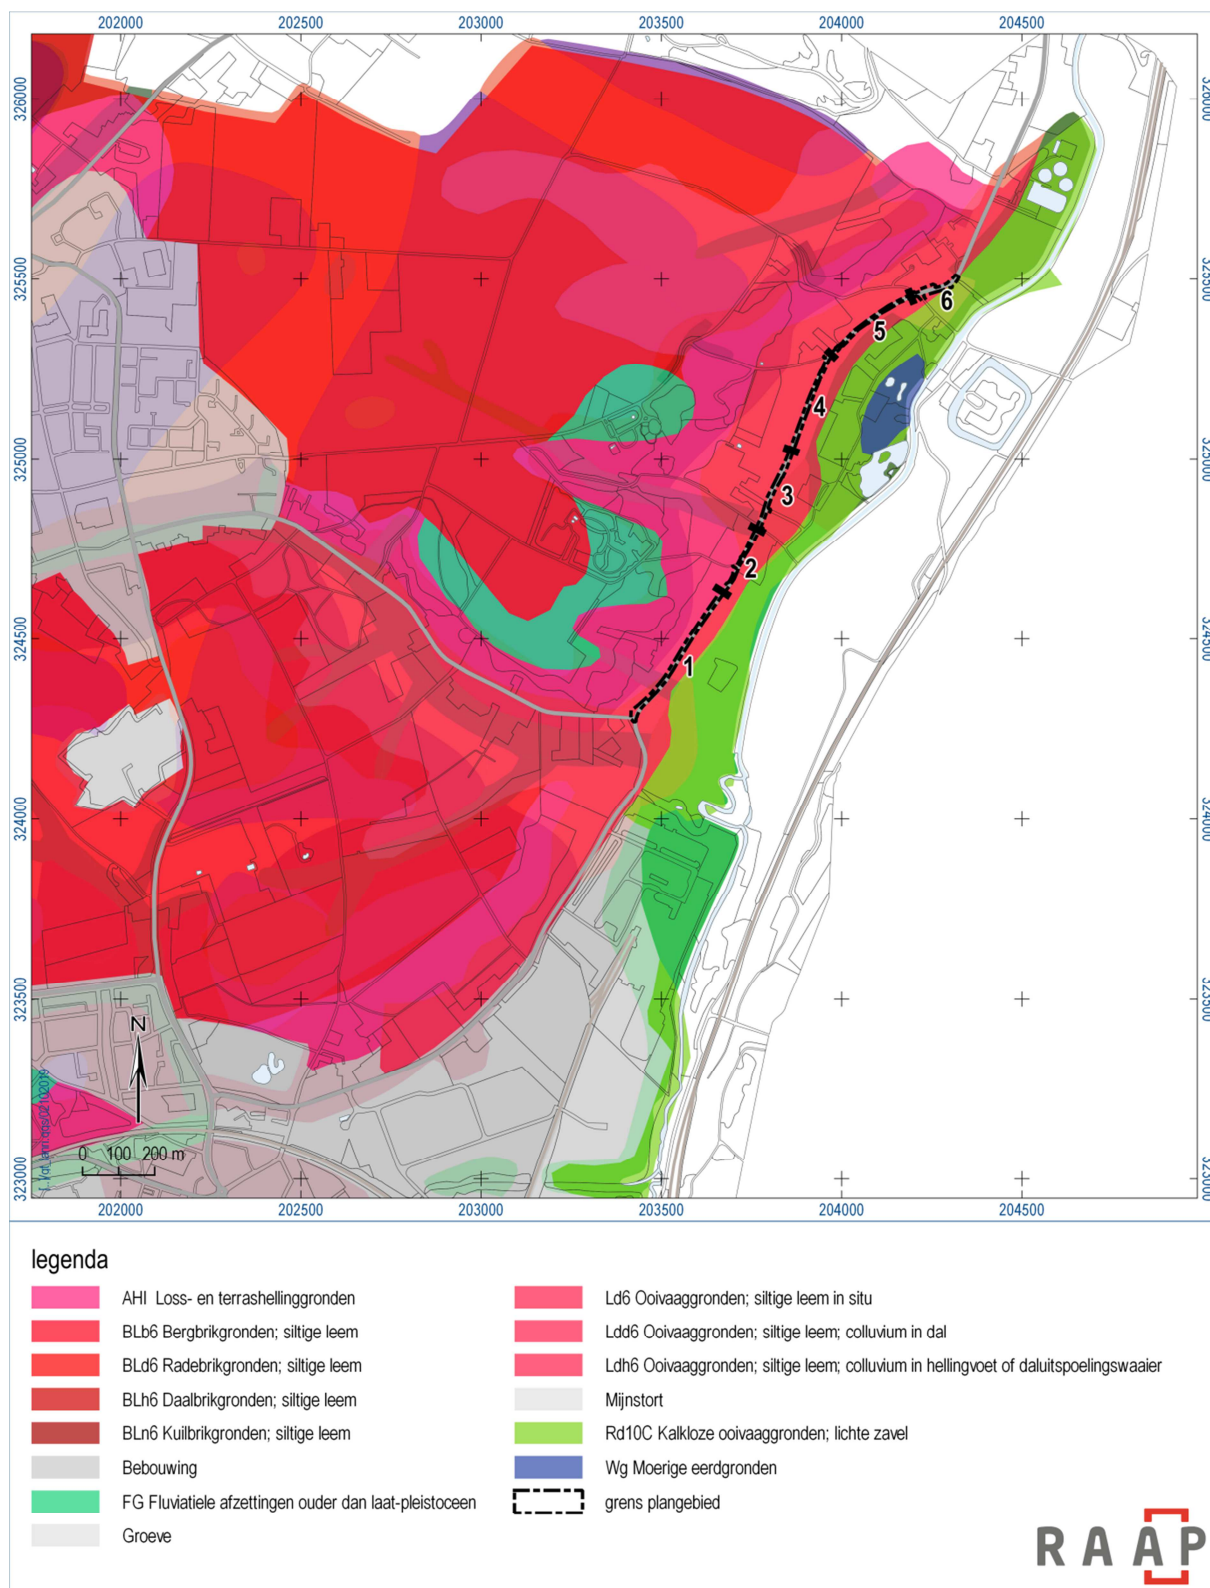 202000 202500 203000 203500 204000 204500
326000
325500
325000
324500
324000
323500
323000
6
5
4
3
2
1
N
0 100 200 m
202000 202500 203000 203500 204000 204500
legenda
AHI Loss- en terrashellinggronden
BLb6 Bergbrikgronden; siltige leem
BLd6 Radebrikgronden; siltige leem
BLh6 Daalbrikgronden; siltige leem
BLn6 Kuilbrikgronden; siltige leem
Bebouwing
FG Fluviatiele afzettingen ouder dan laat-pleistoceen
Groeve
Ld6 Ooivaaggronden; siltige leem in situ
Ldd6 Ooivaaggronden; siltige leem; colluvium in dal
Ldh6 Ooivaaggronden; siltige leem; colluvium in hellingvoet of daluitspoelingswaaier
Mijnstort
Rd10C Kalkloze ooivaaggronden; lichte zavel
Wg Moerige eerdgronden
grens plangebied
RAAP